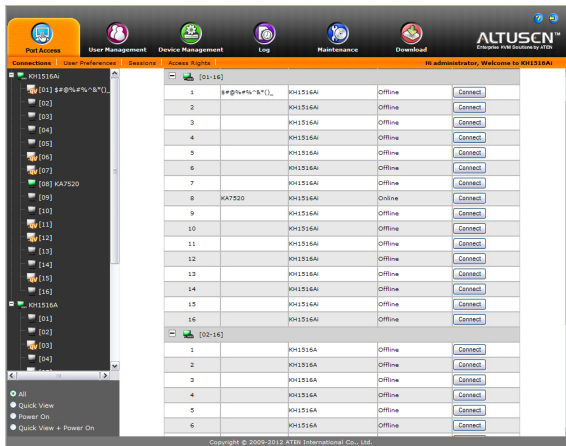 ALTUSCN™
Enterprise KVM Solutions by ATEN
Port Access
User Management
Device Management
Log
Maintenance
Download
Connections
User Preferences
Sessions
Access Rights
Hi administrator, Welcome to KH1516Ai
KH1516Ai
[01] $#@%#%^&*()_
[02]
[03]
[04]
[05]
[06]
[07]
[08] KA7520
[09]
[10]
[11]
[12]
[13]
[14]
[15]
[16]
KH1516A
[01]
[02]
[03]
[04]
All
Quick View
Power On
Quick View + Power On
[01-16]
1 $#@%#%^&*()_ KH1516Ai Offline Connect
2 KH1516Ai Offline Connect
3 KH1516Ai Offline Connect
4 KH1516Ai Offline Connect
5 KH1516Ai Offline Connect
6 KH1516Ai Offline Connect
7 KH1516Ai Offline Connect
8 KA7520 KH1516Ai Online Connect
9 KH1516Ai Offline Connect
10 KH1516Ai Offline Connect
11 KH1516Ai Offline Connect
12 KH1516Ai Offline Connect
13 KH1516Ai Offline Connect
14 KH1516Ai Offline Connect
15 KH1516Ai Offline Connect
16 KH1516Ai Offline Connect
[02-16]
1 KH1516A Offline Connect
2 KH1516A Offline Connect
3 KH1516A Offline Connect
4 KH1516A Offline Connect
5 KH1516A Offline Connect
6 KH1516A Offline Connect
Copyright © 2009-2012 ATEN International Co., Ltd.